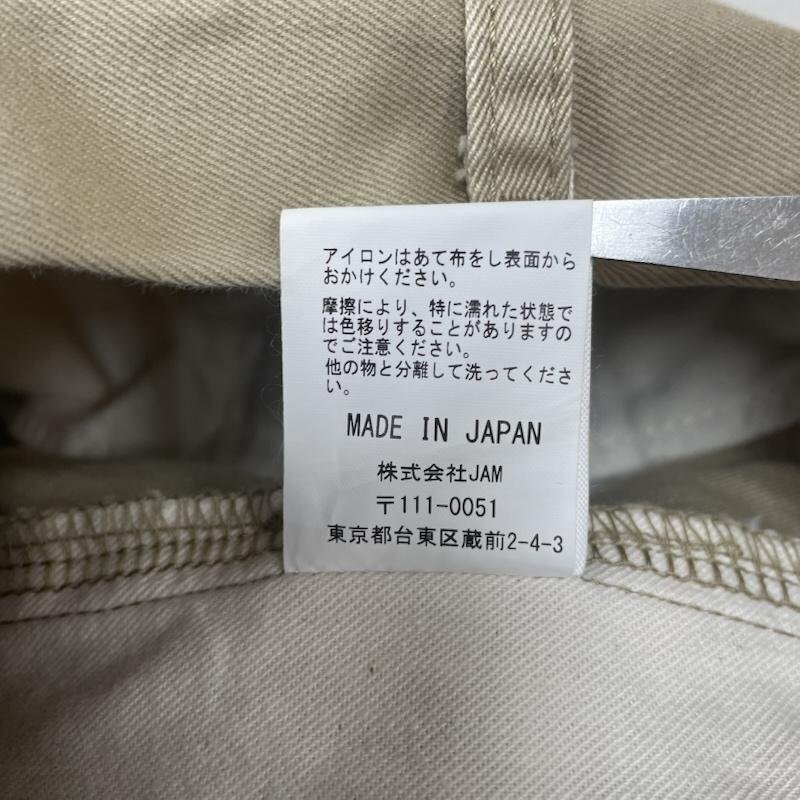 アイロンはあて布をし表面から
おかけください。
摩擦により、特に濡れた状態で
は色移りすることがありますの
でご注意ください。
他の物と分離して洗ってくださ
い。
MADE IN JAPAN
株式会社JAM
〒111-0051
東京都台東区蔵前2-4-3